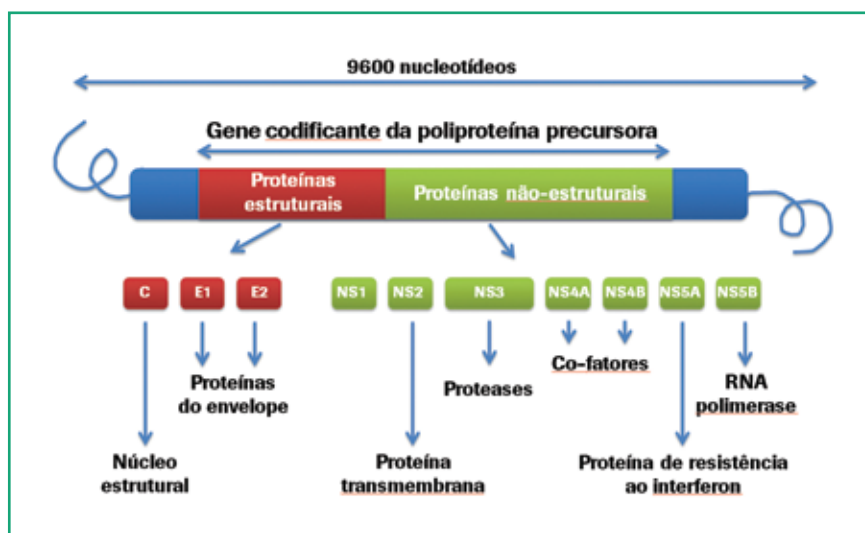 9600 nucleotídeos
Gene codificante da poliproteína precursora
Proteínas
estruturais
Proteínas não-estruturais
C
E1
E2
NS1
NS2
NS3
NS4A
NS4B
NS5A
NS5B
Proteínas
do envelope
Proteases
Co-fatores
RNA
polimerase
Núcleo
estrutural
Proteína
transmembrana
Proteína de resistência
ao interferon